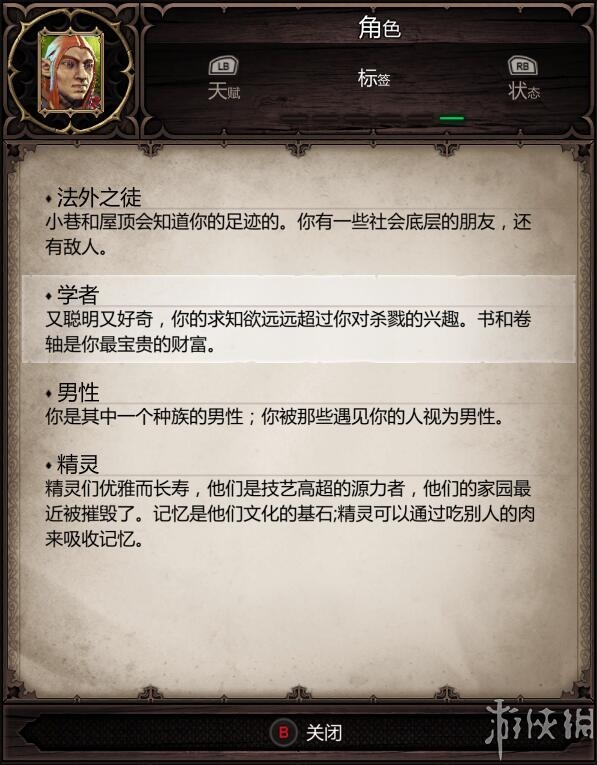 角色
LB
RB
天赋
标签
状态
法外之徒
小巷和屋顶会知道你的足迹的。你有一些社会底层的朋友，还
有敌人。
学者
又聪明又好奇，你的求知欲远远超过你对杀戮的兴趣。书和卷
轴是你最宝贵的财富。
男性
你是其中一个种族的男性；你被那些遇见你的人视为男性。
精灵
精灵们优雅而长寿，他们是技艺高超的源力者，他们的家园最
近被摧毁了。记忆是他们文化的基石;精灵可以通过吃别人的肉
来吸收记忆。
B 关闭
游侠网